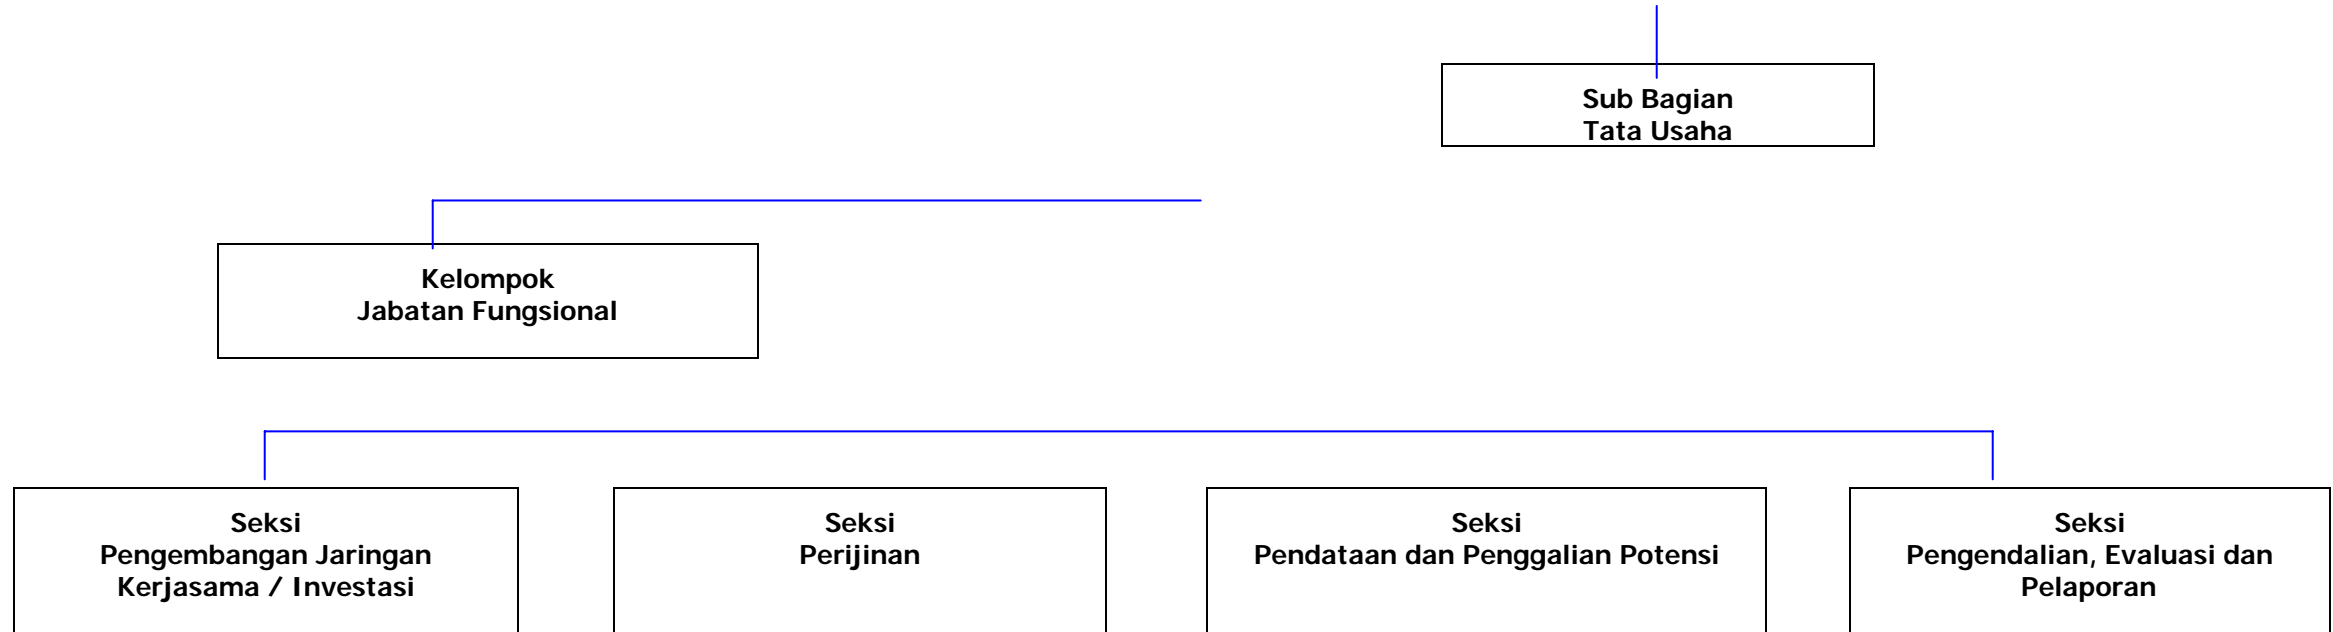 Sub Bagian
Tata Usaha
Kelompok
Jabatan Fungsional
Seksi
Pengembangan Jaringan
Kerjasama / Investasi
Seksi
Perijinan
Seksi
Pendataan dan Penggalian Potensi
Seksi
Pengendalian, Evaluasi dan
Pelaporan